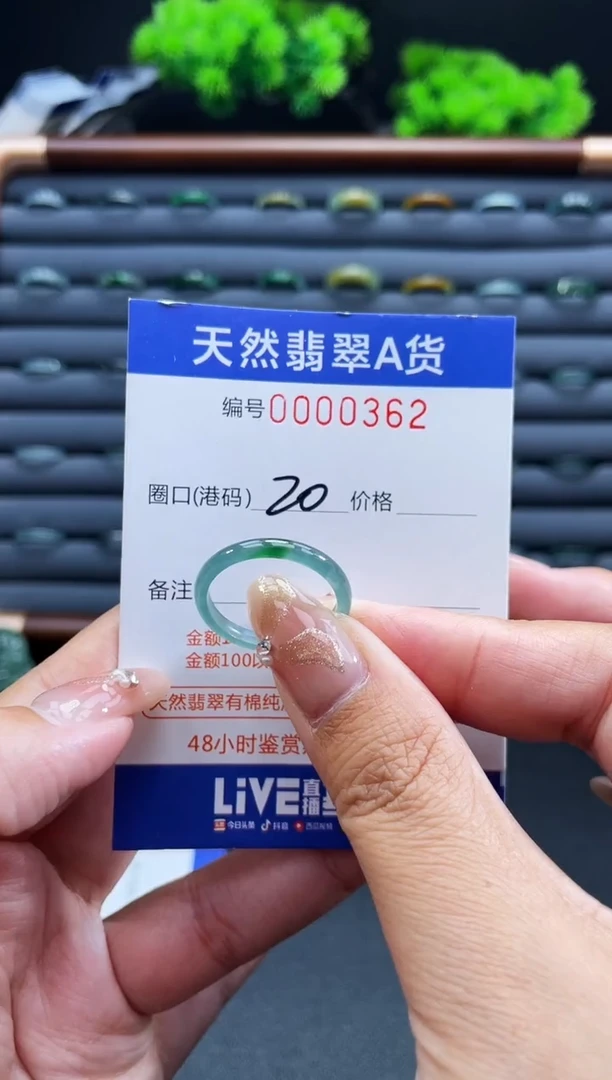 天然翡翠A货
编号0000362
圈口(港码) 20 价格
备注
金额1
金额100以
天然翡翠有棉纯
48小时鉴赏
LiVE直播
今日头条 抖音 西瓜视频